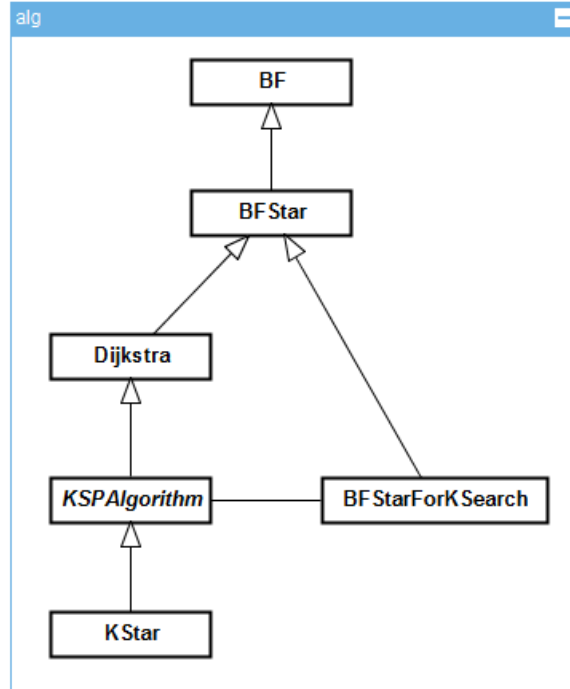 alg
BF
BFStar
Dijkstra
KSPAlgorithm
BFStarForKSearch
KStar